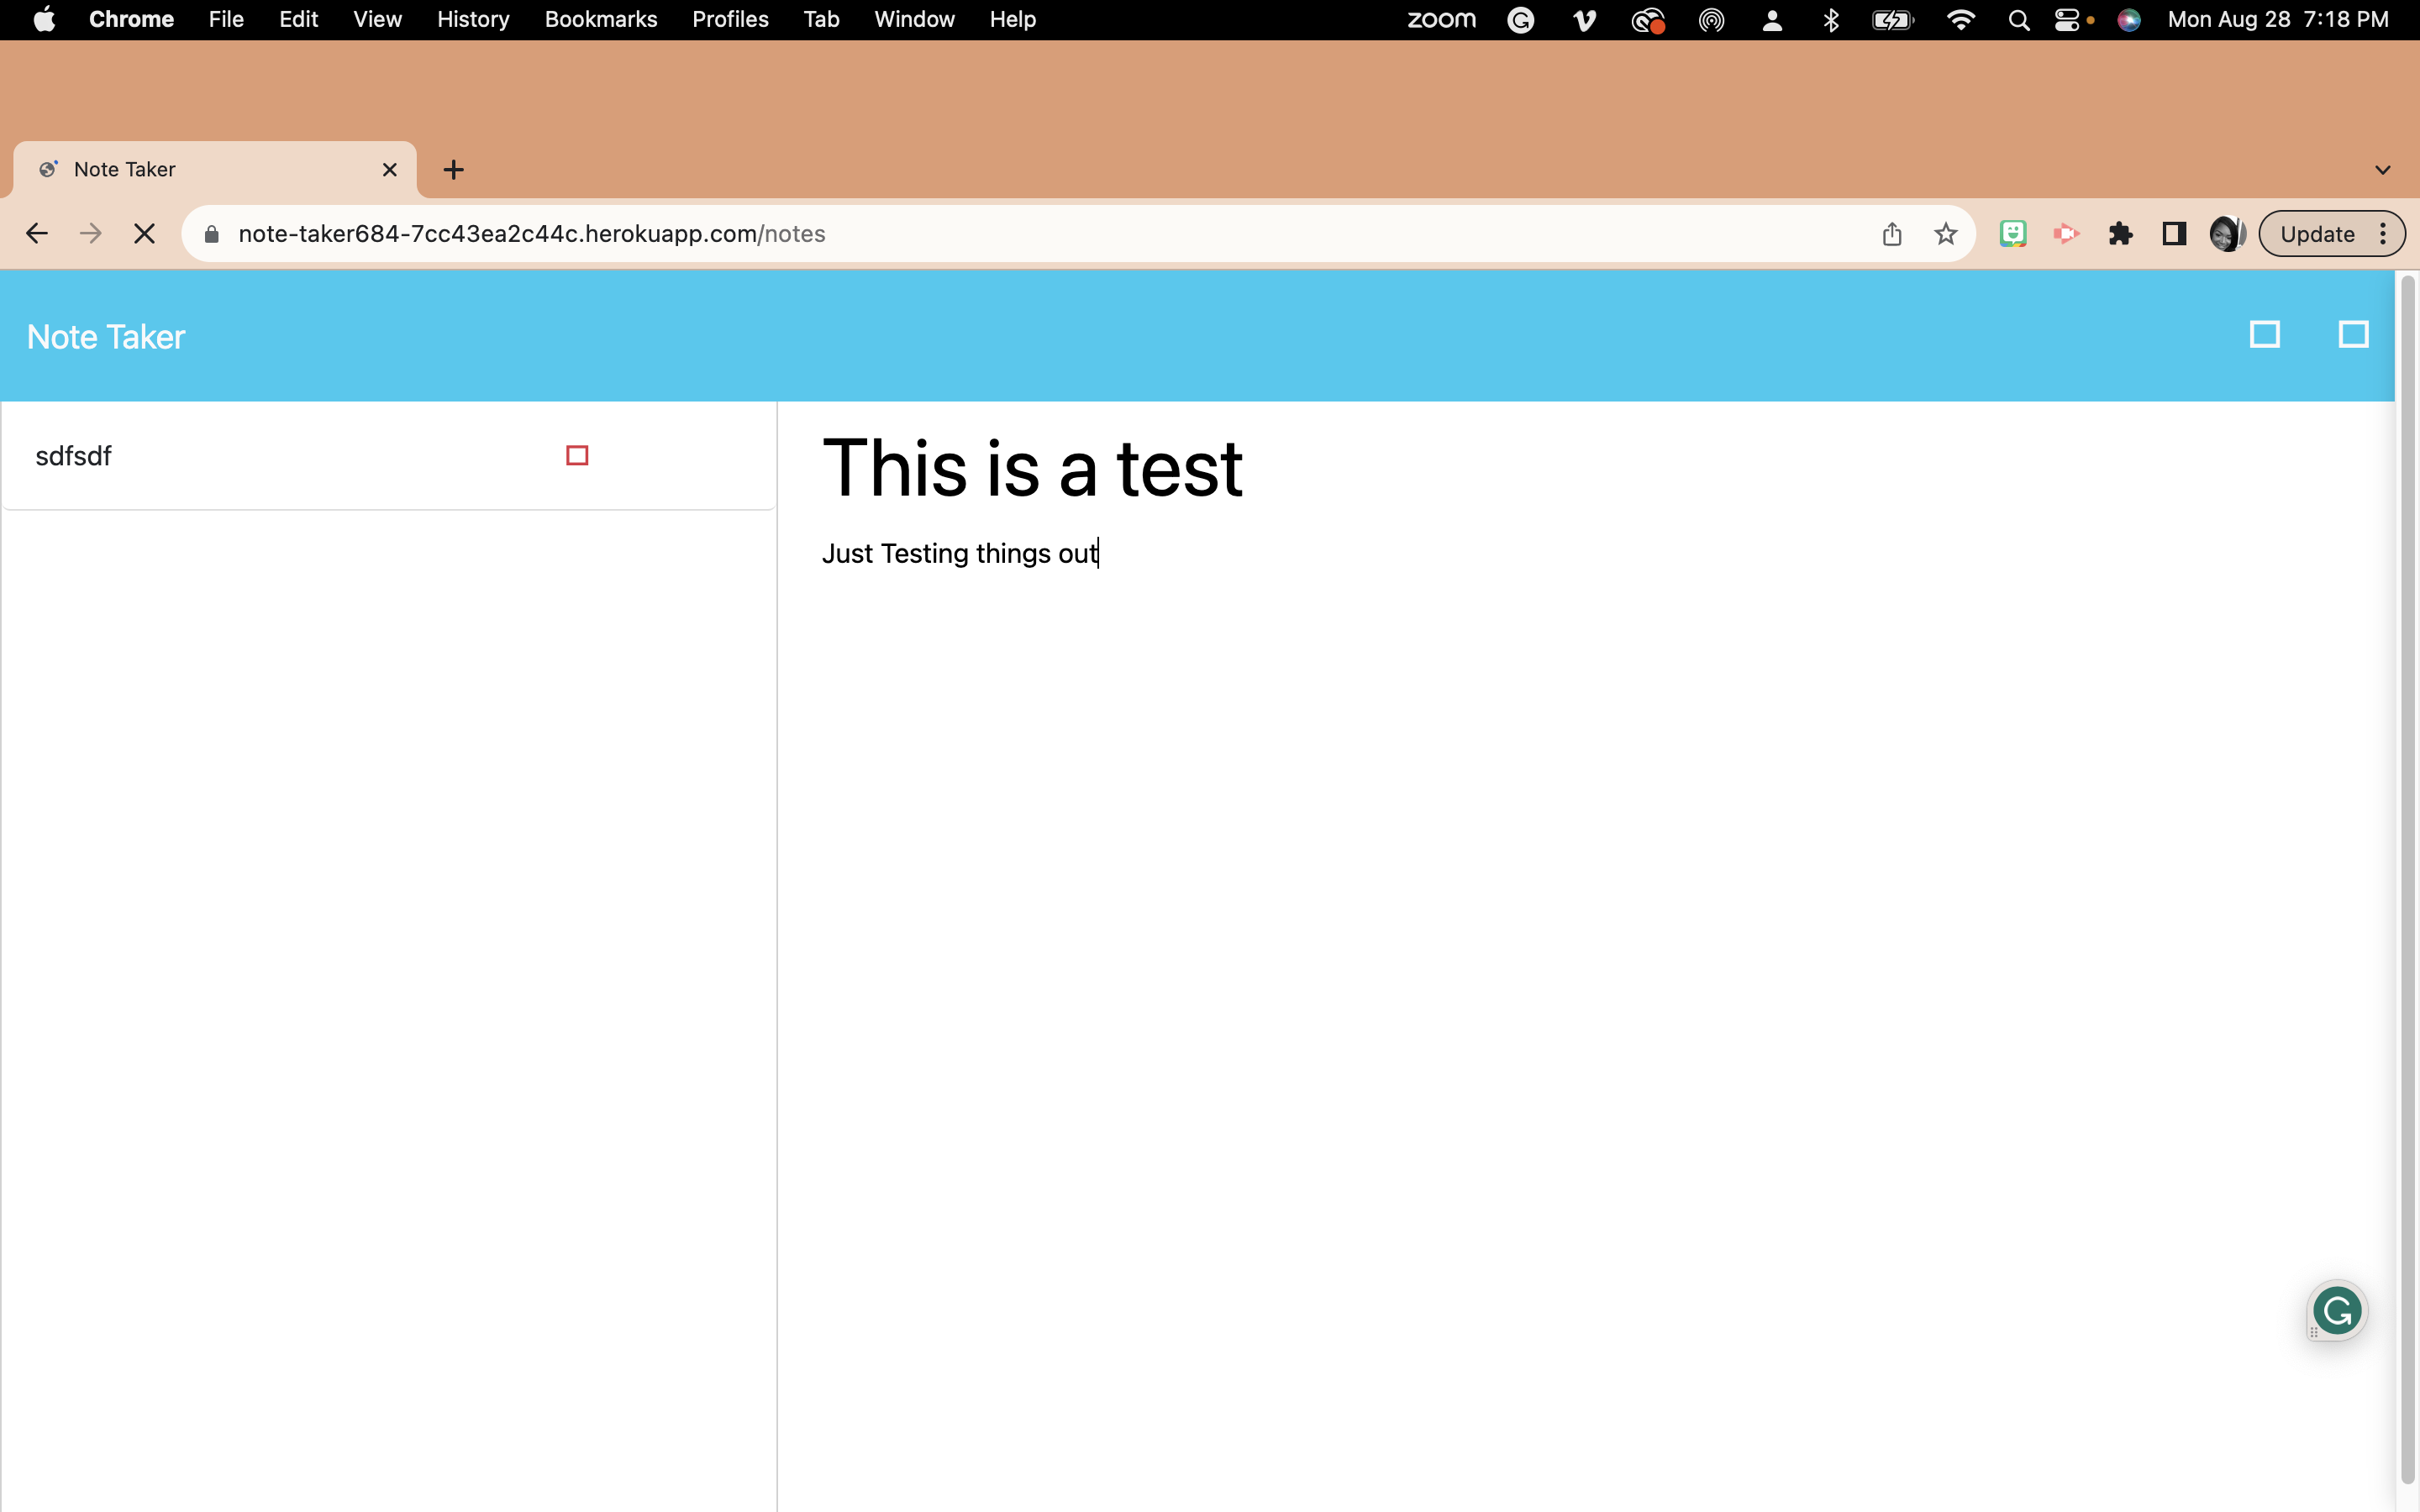 Chrome File Edit View History Bookmarks Profiles Tab Window Help zoom Mon Aug 28 7:18 PM
Note Taker
note-taker684-7cc43ea2c44c.herokuapp.com/notes Update
Note Taker
sdfsdf
This is a test
Just Testing things out